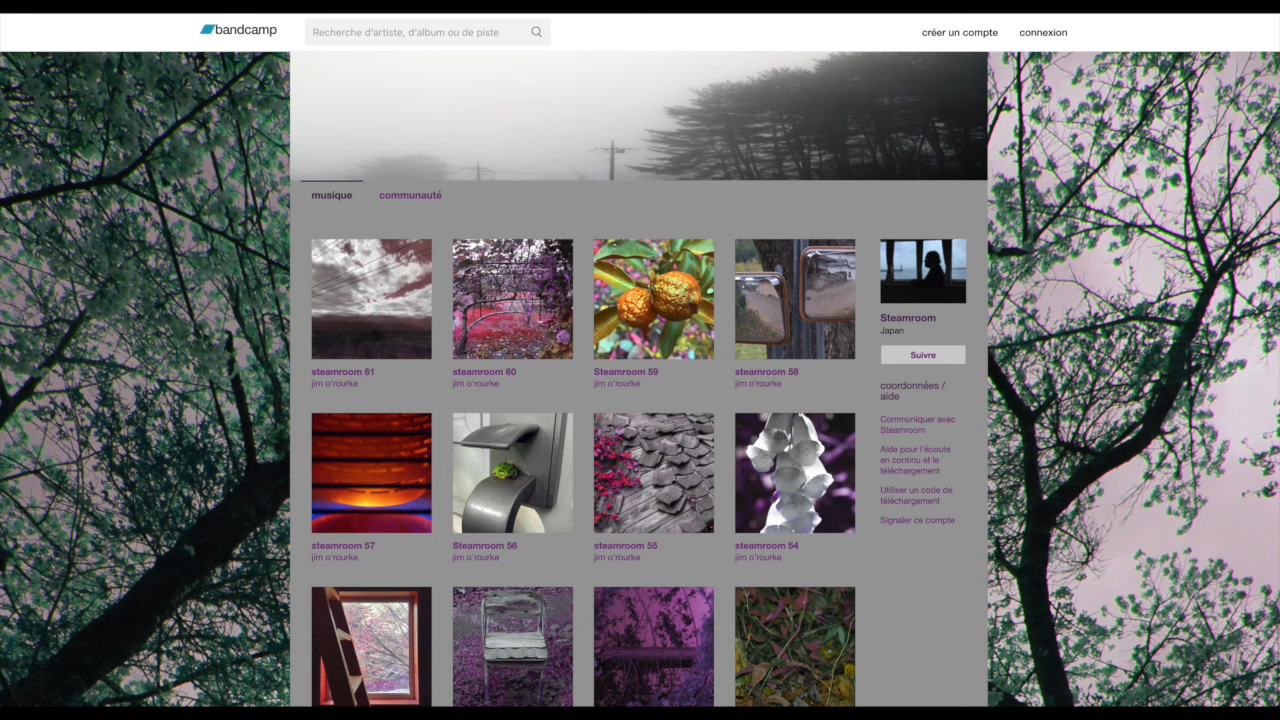 bandcamp
Recherche d'artiste, d'album ou de piste
créer un compte
connexion
musique
communauté
steamroom 61
jim o'rourke
steamroom 60
jim o'rourke
Steamroom 59
jim o'rourke
steamroom 58
jim o'rourke
Steamroom
Japan
Suivre
coordonnées /
aide
Communiquer avec
Steamroom
Aide pour l'écoute
en continu et le
téléchargement
Utiliser un code de
téléchargement
Signaler ce compte
steamroom 57
jim o'rourke
Steamroom 56
jim o'rourke
steamroom 55
jim o'rourke
steamroom 54
jim o'rourke